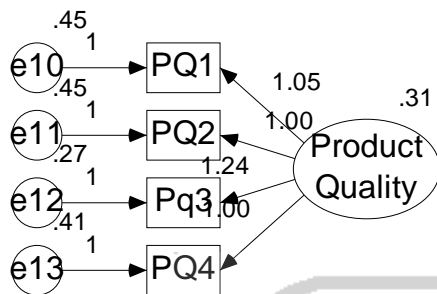 .45
1
e10
PQ1
1.05
.31
.45
1
e11
PQ2
1.00
Product
Quality
.27
1
e12
Pq3
1.24
1.00
.41
1
e13
PQ4